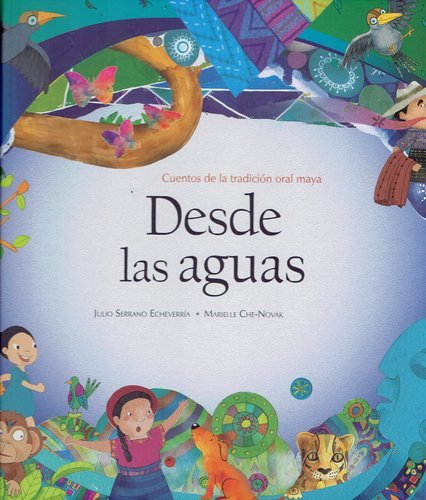 Cuentos de la tradición oral maya
Desde
las aguas
Julio Serrano Echeverría * Marielle Che-Novak